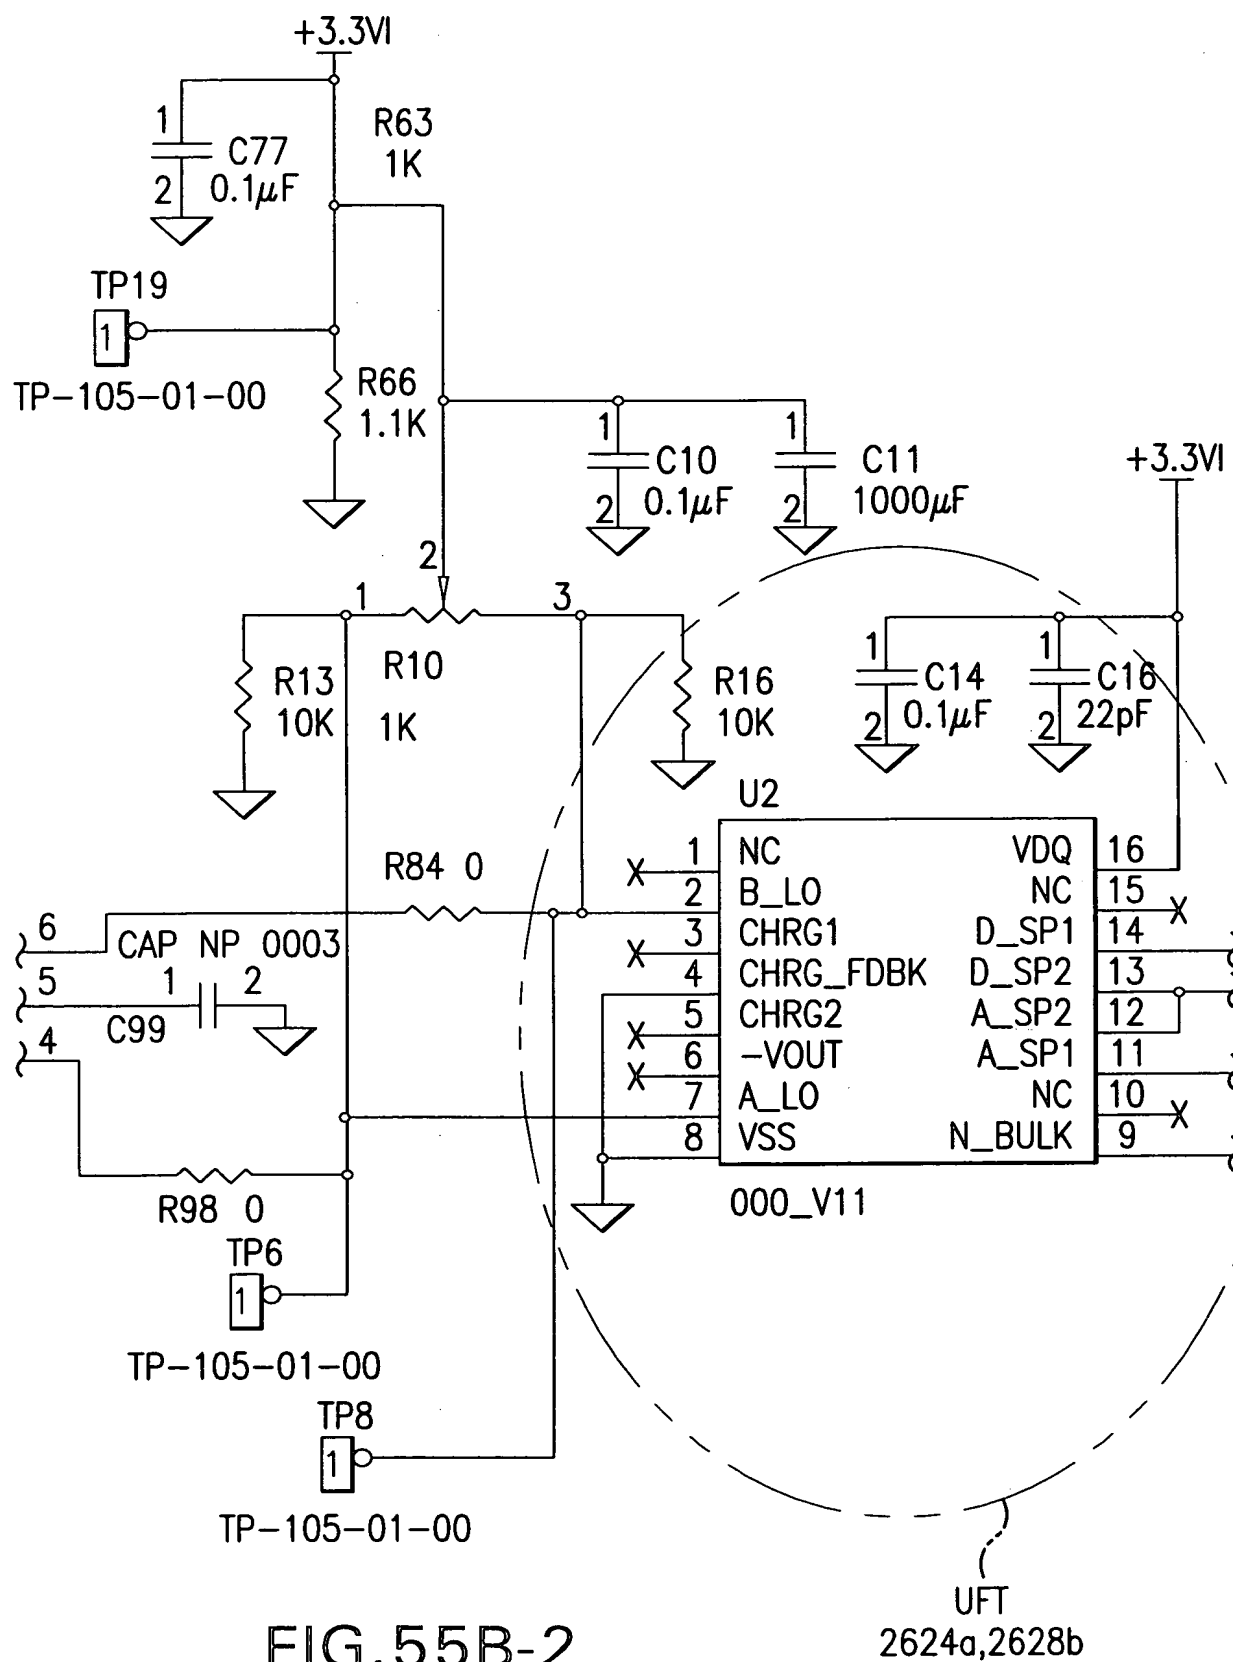 +3.3VI
1
R63
1K
C77
2
0.1μF
TP19
1
TP-105-01-00
R66
1.1K
1
C10
2
0.1μF
1
C11
2
1000μF
+3.3VI
2
1
3
R13
10K
R10
1K
R16
10K
1
C14
2
0.1μF
1
C16
2
22pF
U2
R84 0
1 NC
2 B_LO
3 CHRG1
4 CHRG_FDBK
5 CHRG2
6 -VOUT
7 A_LO
8 VSS
VDQ 16
NC 15
D_SP1 14
D_SP2 13
A_SP2 12
A_SP1 11
NC 10
N_BULK 9
000_V11
6
CAP NP 0003
5
1
2
C99
4
R98 0
TP6
1
TP-105-01-00
TP8
1
TP-105-01-00
UFT
2624a,2628b
FIG.55B-2